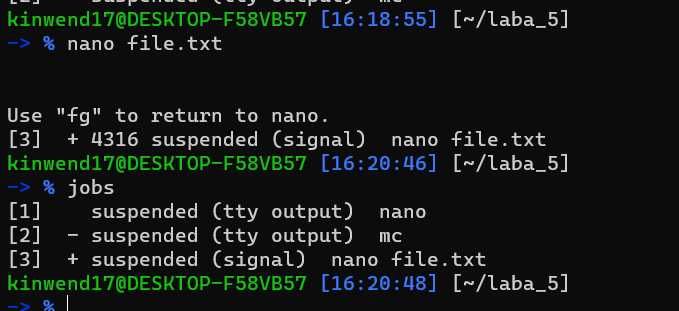 [2]  - suspended (tty output)  mc
kinwend17@DESKTOP-F58VB57 [16:18:55] [~/laba_5]
-> % nano file.txt
Use "fg" to return to nano.
[3]  + 4316 suspended (signal)  nano file.txt
kinwend17@DESKTOP-F58VB57 [16:20:46] [~/laba_5]
-> % jobs
[1]    suspended (tty output)  nano
[2]  - suspended (tty output)  mc
[3]  + suspended (signal)  nano file.txt
kinwend17@DESKTOP-F58VB57 [16:20:48] [~/laba_5]
-> %